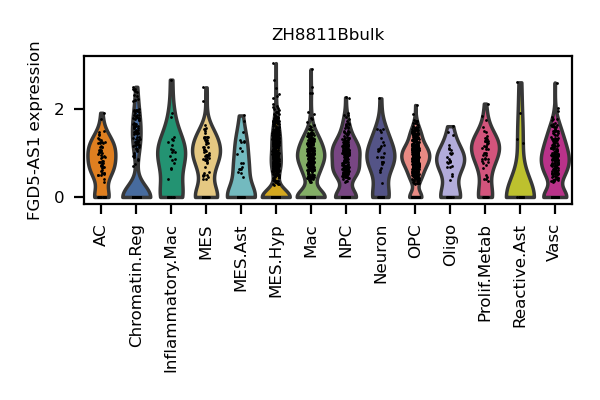 ZH8811Bbulk
FGD5-AS1 expression
2
0
AC
Chromatin.Reg
Inflammatory.Mac
MES
MES.Ast
MES.Hyp
Mac
NPC
Neuron
OPC
Oligo
Prolif.Metab
Reactive.Ast
Vasc